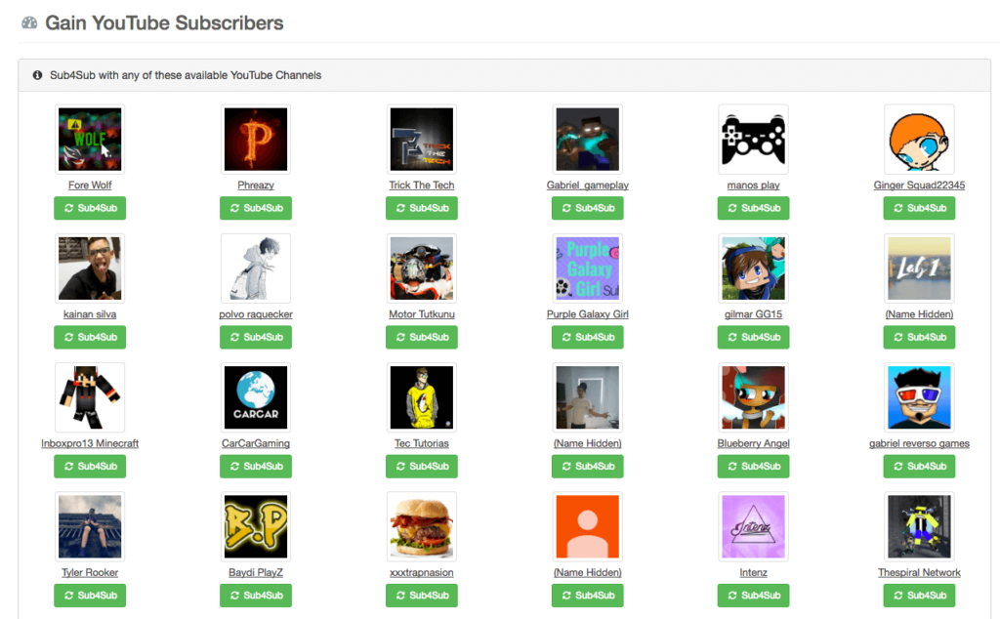 Gain YouTube Subscribers
Sub4Sub with any of these available YouTube Channels
WOLF
P
TRICK
THE
TECH
Fore Wolf
Phreazy
Trick The Tech
Gabriel_gameplay
manos play
Ginger Squad22345
Sub4Sub
Sub4Sub
Sub4Sub
Sub4Sub
Sub4Sub
Sub4Sub
Purple
Galaxy
Girl Sub
Lab 1
kainan silva
polvo raquecker
Motor Tutkunu
Purple Galaxy Girl
gilmar GG15
(Name Hidden)
Sub4Sub
Sub4Sub
Sub4Sub
Sub4Sub
Sub4Sub
Sub4Sub
CARCAR
Inboxpro13 Minecraft
CarCarGaming
Tec Tutorias
(Name Hidden)
Blueberry Angel
gabriel reverso games
Sub4Sub
Sub4Sub
Sub4Sub
Sub4Sub
Sub4Sub
Sub4Sub
B.P
Intenz
Tyler Rooker
Baydi PlayZ
xxxtrapnasion
(Name Hidden)
Intenz
Thespiral Network
Sub4Sub
Sub4Sub
Sub4Sub
Sub4Sub
Sub4Sub
Sub4Sub